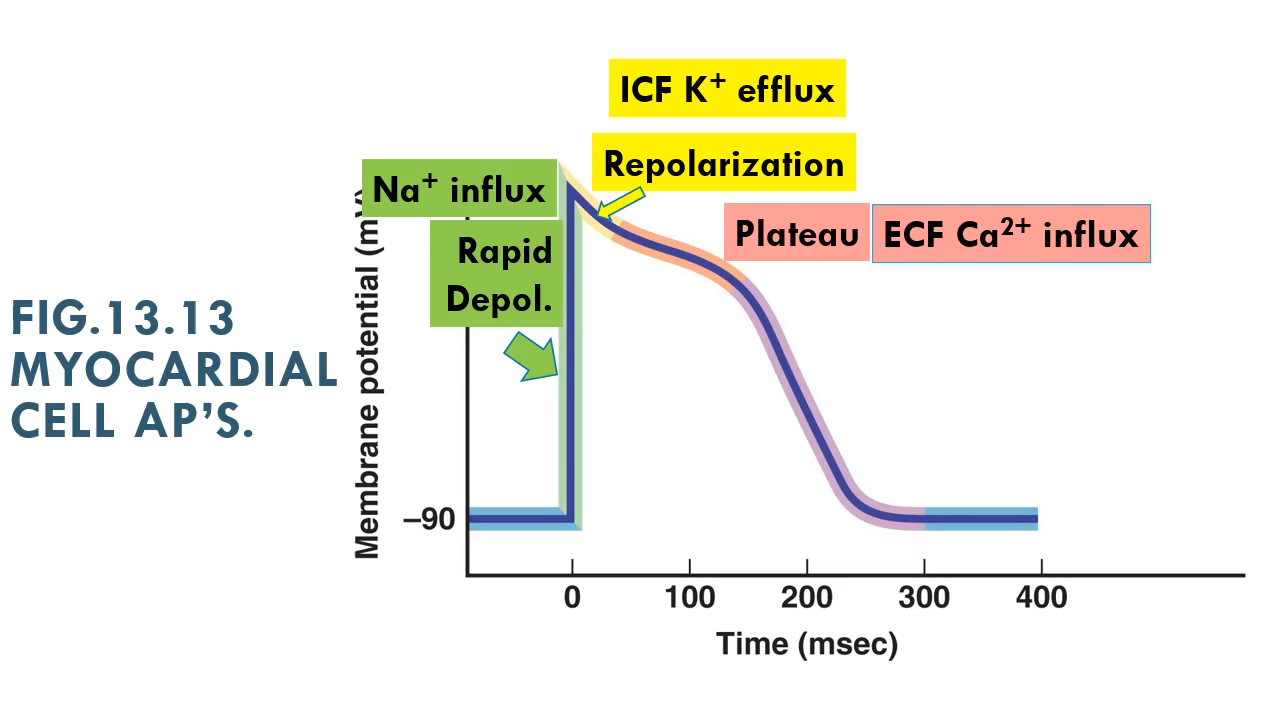 ICF K⁺ efflux
Repolarization
Na⁺ influx
Rapid
Depol.
Plateau
ECF Ca²⁺ influx
FIG.13.13
MYOCARDIAL
CELL AP’S.
Membrane potential (m
–90
0 100 200 300 400
Time (msec)